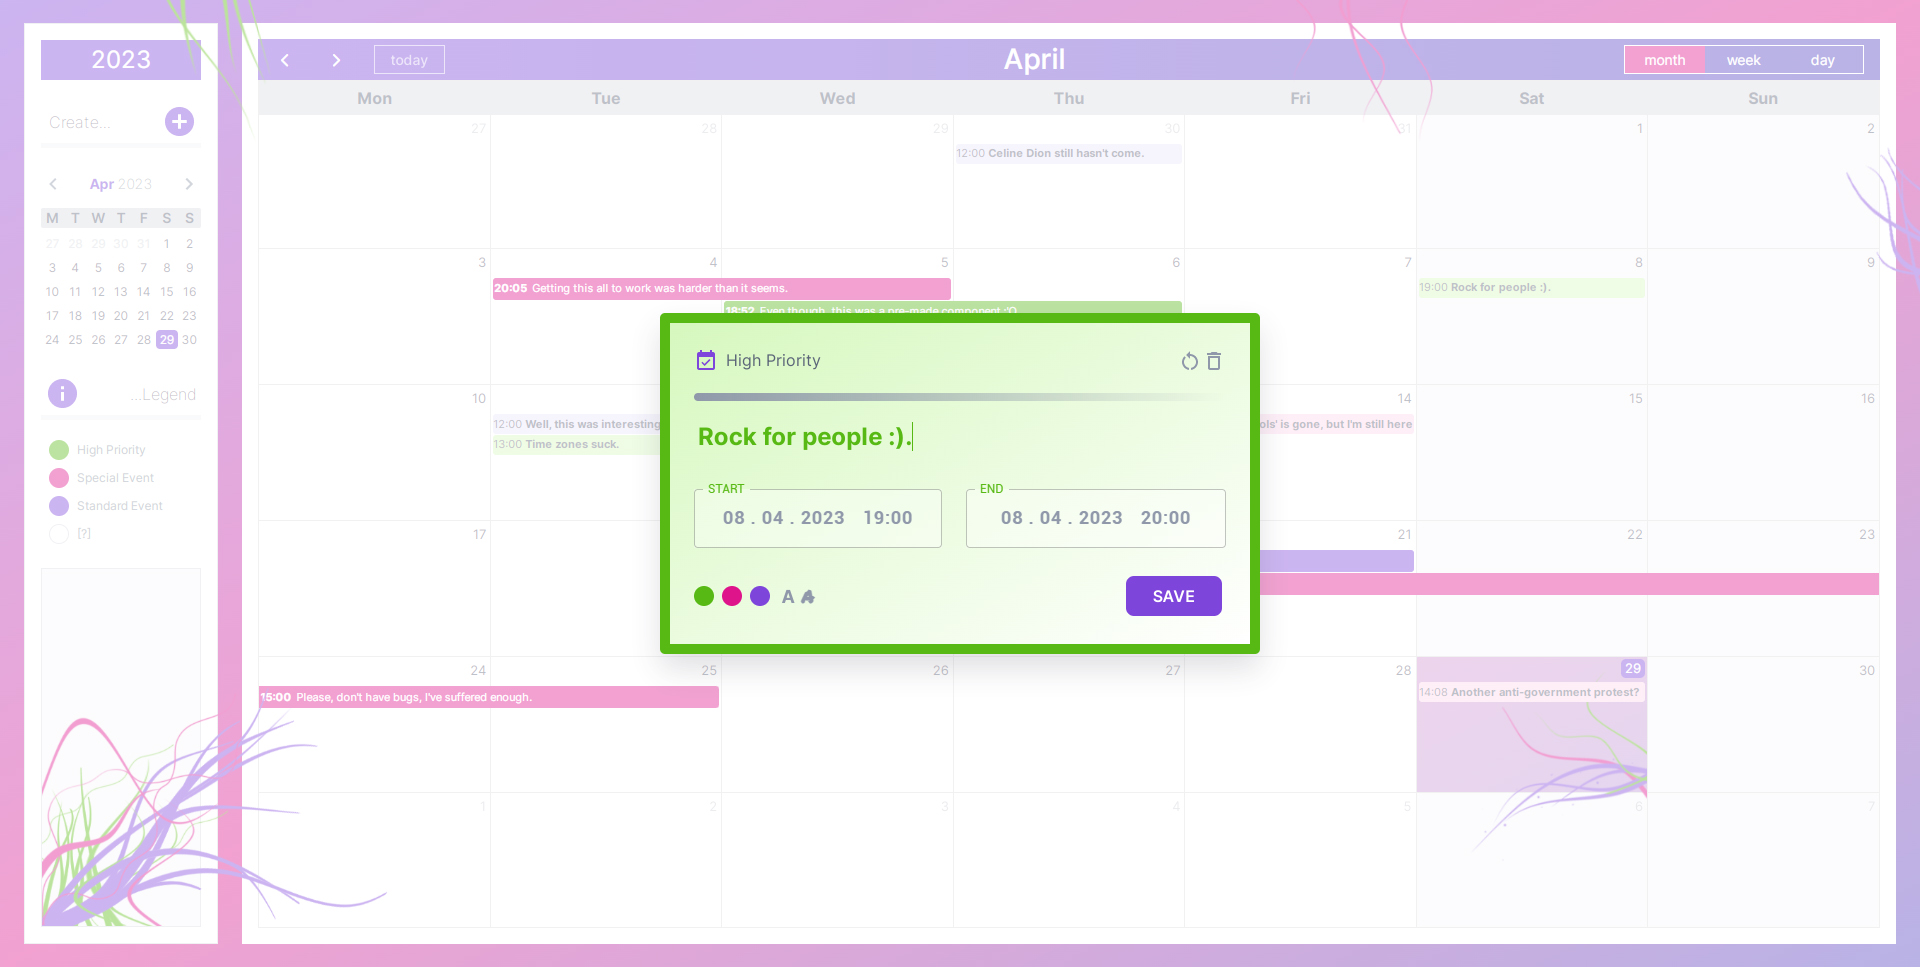 2023
Create...
Apr 2023
M T W T F S S
27 28 29 30 31 1 2
3 4 5 6 7 8 9
10 11 12 13 14 15 16
17 18 19 20 21 22 23
24 25 26 27 28 29 30
...Legend
High Priority
Special Event
Standard Event
[?]
today
April
month week day
Mon Tue Wed Thu Fri Sat Sun
27 28 29 30 31 1 2
12:00 Celine Dion still hasn't come.
3 4 5 6 7 8 9
20:05 Getting this all to work was harder than it seems.
19:00 Rock for people :).
18:52 Even though, this was a pre-made component :'O
10 14 15 16
12:00 Well, this was interesting
ols' is gone, but I'm still here
13:00 Time zones suck.
17 21 22 23
24 25 26 27 28 29 30
15:00 Please, don't have bugs, I've suffered enough.
14:08 Another anti-government protest?
1 2 3 4 5 6 7
High Priority
Rock for people :).
START
08 . 04 . 2023 19:00
END
08 . 04 . 2023 20:00
A A
SAVE